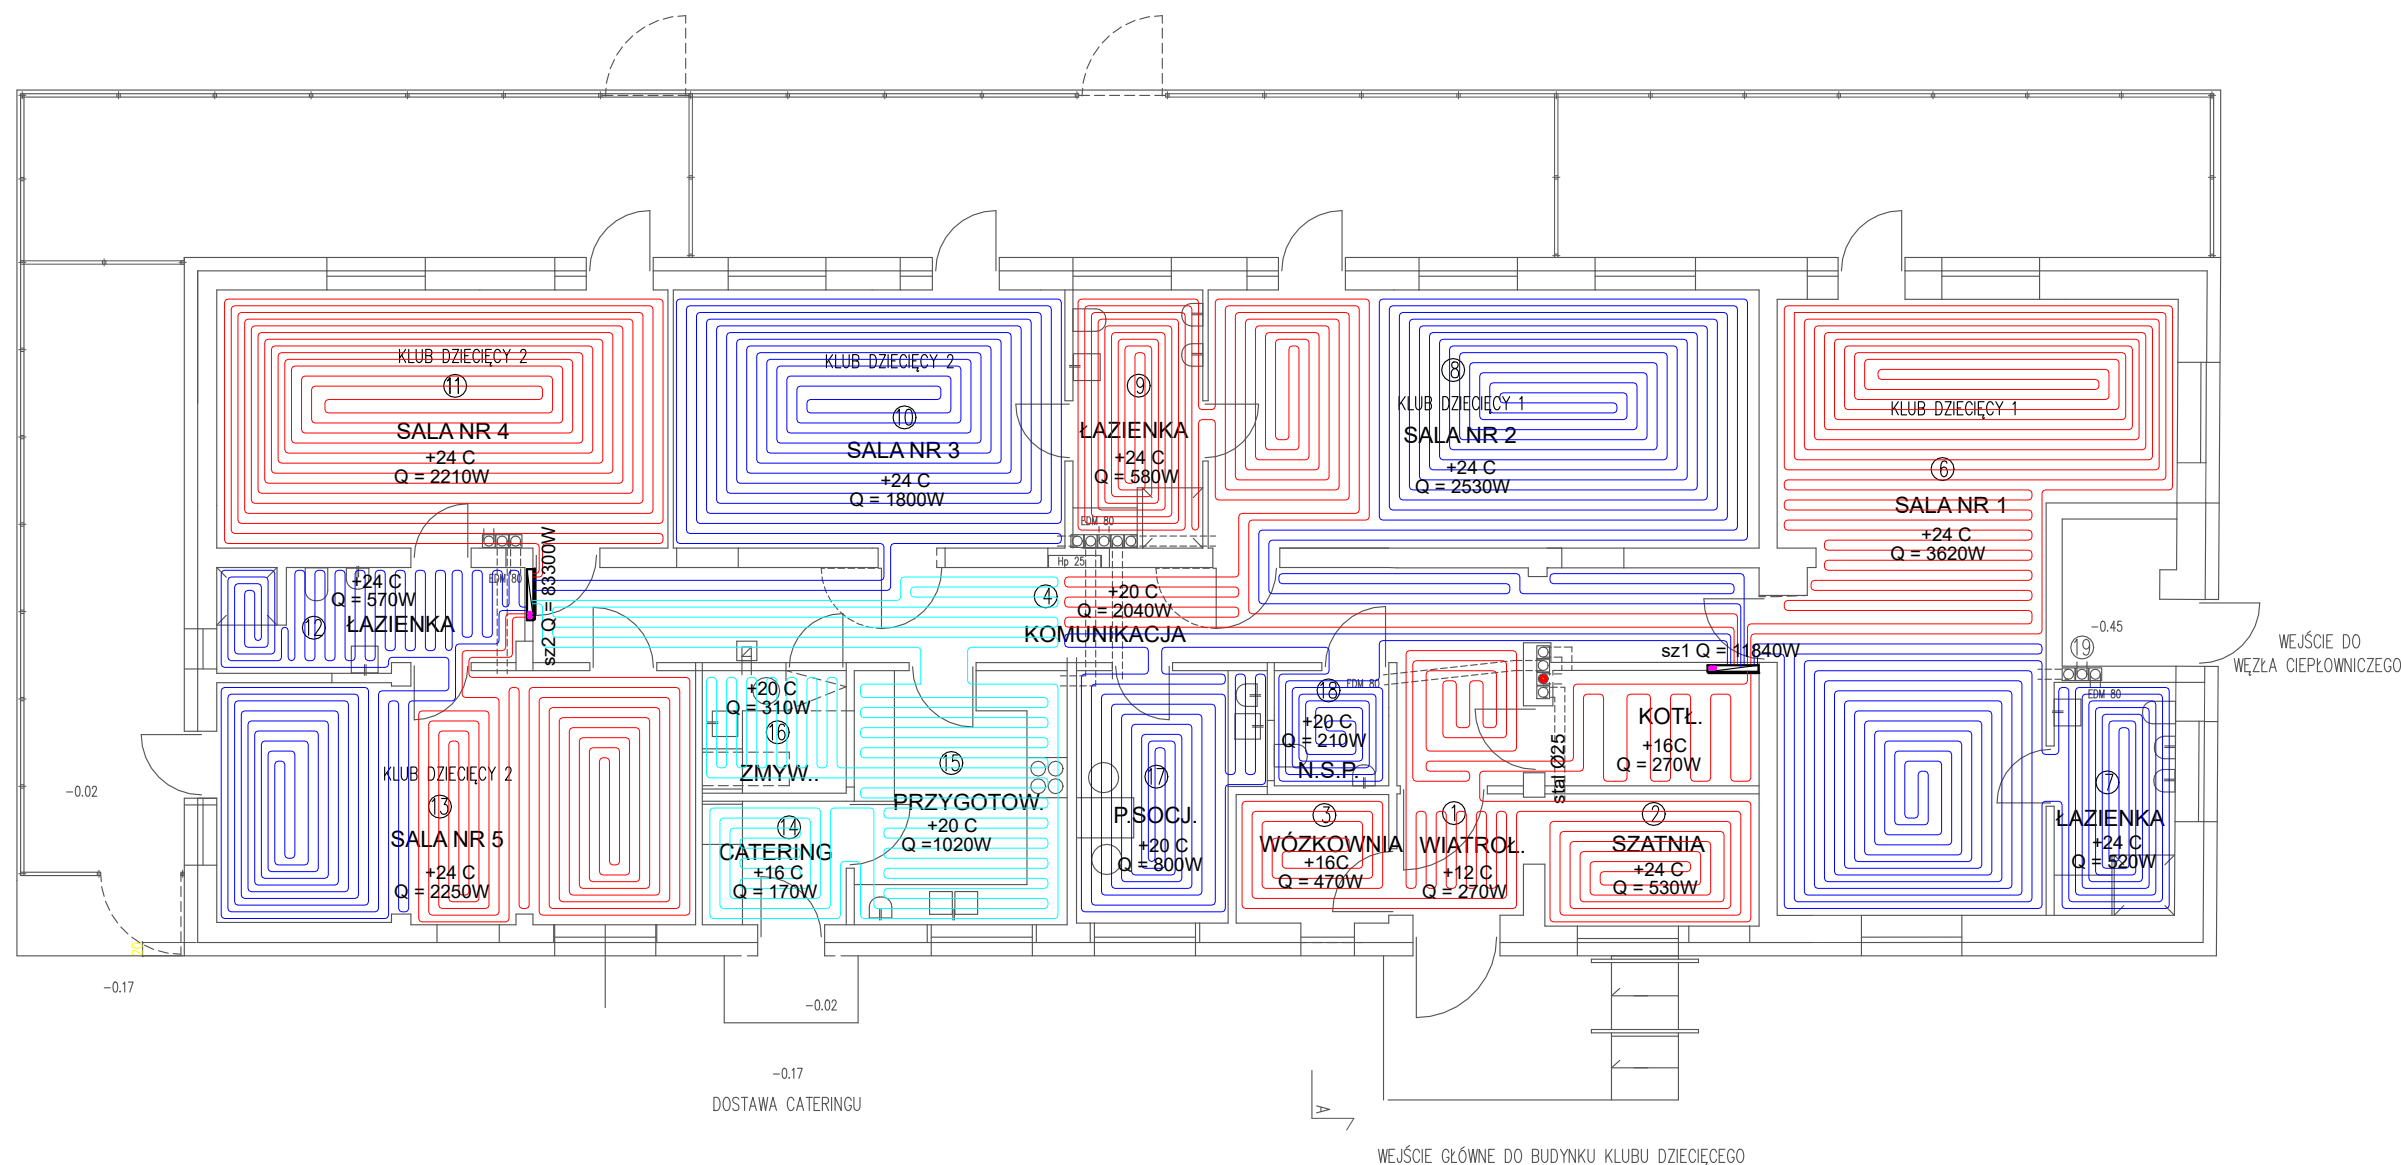 KLUB DZIECIĘCY 2
11
SALA NR 4
+24 C
Q = 2210W
KLUB DZIECIĘCY 2
10
SALA NR 3
+24 C
Q = 1800W
9
ŁAZIENKA
+24 C
Q = 580W
EDM 80
Hp 25
8
KLUB DZIECIĘCY 1
SALA NR 2
+24 C
Q = 2530W
KLUB DZIECIĘCY 1
6
SALA NR 1
+24 C
Q = 3620W
EDM 80
+24 C
Q = 570W
12
ŁAZIENKA
sz2 Q = 83300W
4
+20 C
Q = 2040W
KOMUNIKACJA
sz1 Q = 11840W
-0.45
19
EDM 80
WEJŚCIE DO
WĘZŁA CIEPŁOWNICZEGO
+20 C
Q = 310W
16
ZMYW..
15
PRZYGOTOW.
+20 C
Q =1020W
17
P.SOCJ.
+20 C
Q = 800W
EDM 80
18
+20 C
Q = 210W
N.S.P.
stal Ø25
KOTŁ.
+16C
Q = 270W
-0.02
KLUB DZIECIĘCY 2
13
SALA NR 5
+24 C
Q = 2250W
14
CATERING
+16 C
Q = 170W
3
WÓZKOWNIA
+16C
Q = 470W
1
WIATROŁ.
+12 C
Q = 270W
2
SZATNIA
+24 C
Q = 530W
7
ŁAZIENKA
+24 C
Q = 520W
-0.17
-0.02
-0.17
DOSTAWA CATERINGU
A
WEJŚCIE GŁÓWNE DO BUDYNKU KLUBU DZIECIĘCEGO